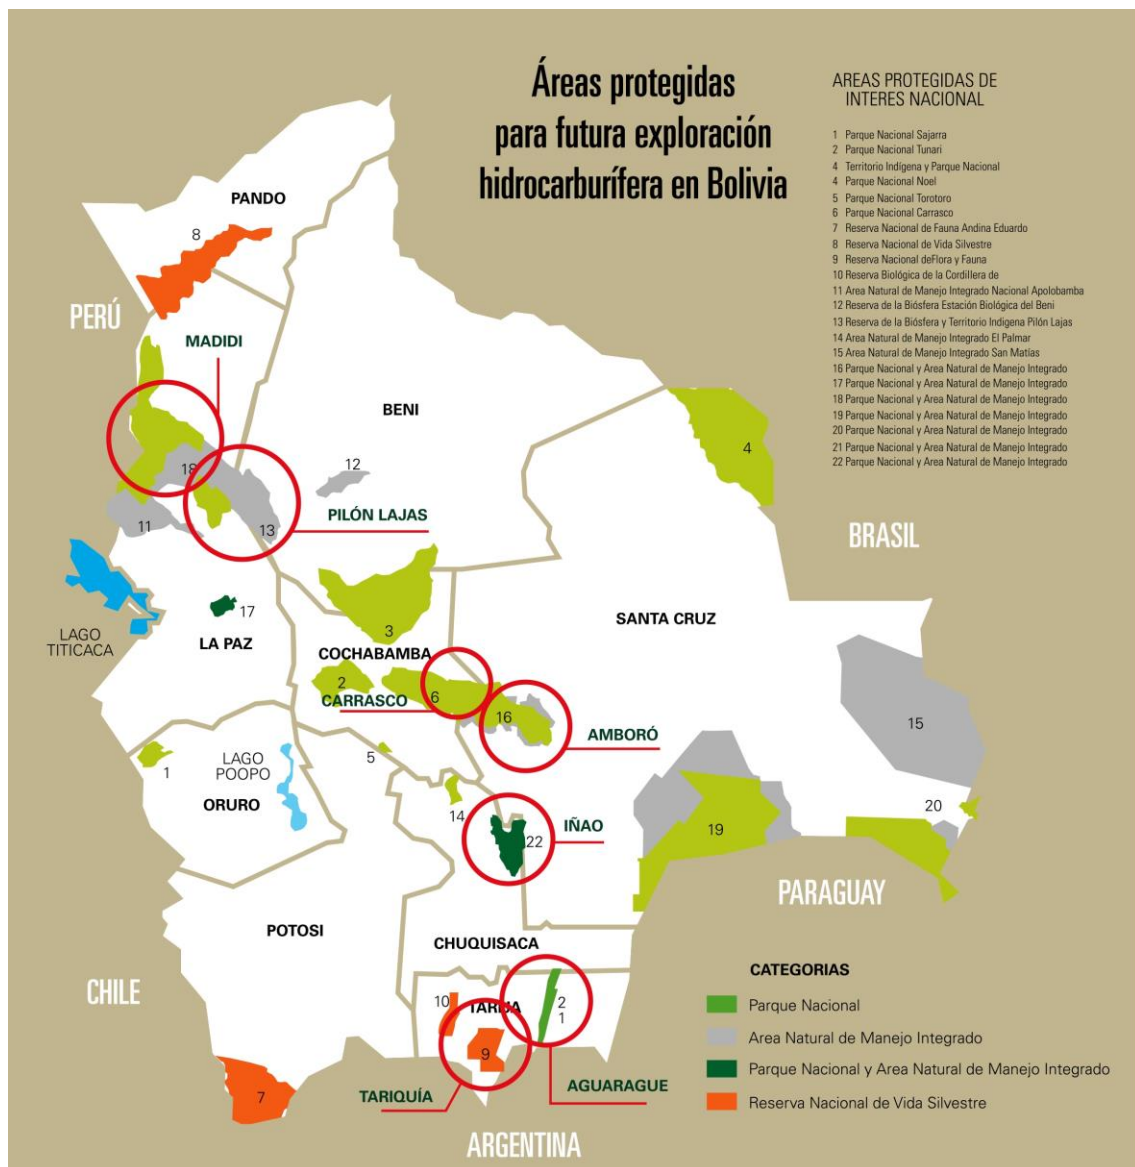 Áreas protegidas
para futura exploración
hidrocarburífera en Bolivia
AREAS PROTEGIDAS DE
INTERES NACIONAL
1 Parque Nacional Sajarra
2 Parque Nacional Tunari
4 Territorio Indígena y Parque Nacional
4 Parque Nacional Noel
5 Parque Nacional Torotoro
6 Parque Nacional Carrasco
7 Reserva Nacional de Fauna Andina Eduardo
8 Reserva Nacional de Vida Silvestre
9 Reserva Nacional deFlora y Fauna
10 Reserva Biológica de la Cordillera de
11 Area Natural de Manejo Integrado Nacional Apolobamba
12 Reserva de la Biósfera Estación Biológica del Beni
13 Reserva de la Biósfera y Territorio Indigena Pilón Lajas
14 Area Natural de Manejo Integrado El Palmar
15 Area Natural de Manejo Integrado San Matías
16 Parque Nacional y Area Natural de Manejo Integrado
17 Parque Nacional y Area Natural de Manejo Integrado
18 Parque Nacional y Area Natural de Manejo Integrado
19 Parque Nacional y Area Natural de Manejo Integrado
20 Parque Nacional y Area Natural de Manejo Integrado
21 Parque Nacional y Area Natural de Manejo Integrado
22 Parque Nacional y Area Natural de Manejo Integrado
PANDO
8
PERÚ
MADIDI
BENI
4
12
18
PILÓN LAJAS
11
13
BRASIL
17
LAGO
TITICACA
LA PAZ
3
SANTA CRUZ
COCHABAMBA
2
6
CARRASCO
16
15
AMBORÓ
1
LAGO
POOPO
5
ORURO
14
20
IÑAO
22
19
PARAGUAY
POTOSI
CHUQUISACA
CHILE
10
TARIJA
2
1
9
7
TARIQUÍA
AGUARAGUE
ARGENTINA
CATEGORIAS
Parque Nacional
Area Natural de Manejo Integrado
Parque Nacional y Area Natural de Manejo Integrado
Reserva Nacional de Vida Silvestre